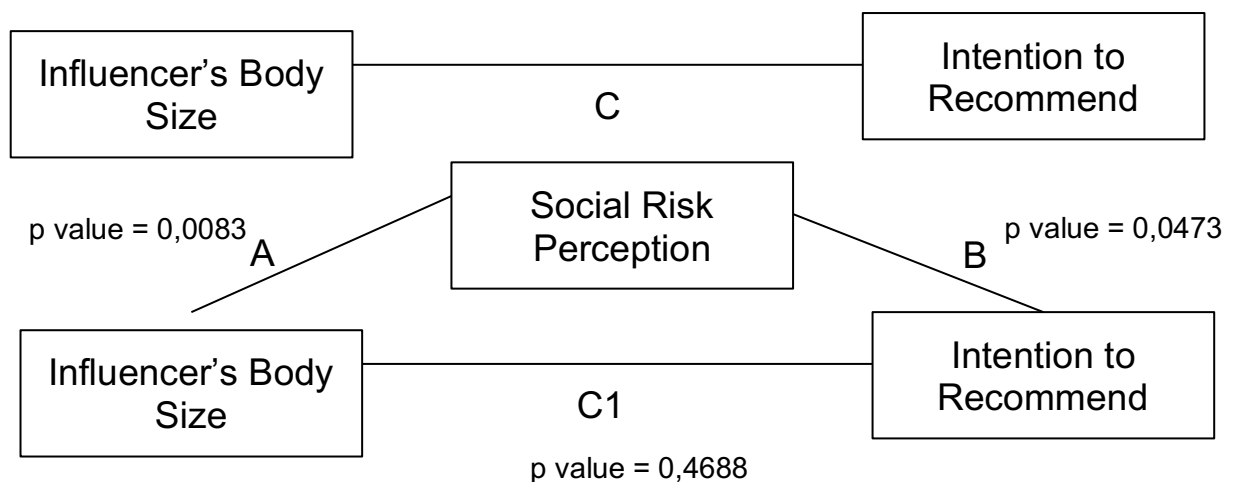 Influencer’s Body
Size
C
Intention to
Recommend
p value = 0,0083
A
Social Risk
Perception
B
p value = 0,0473
Influencer’s Body
Size
C1
Intention to
Recommend
p value = 0,4688